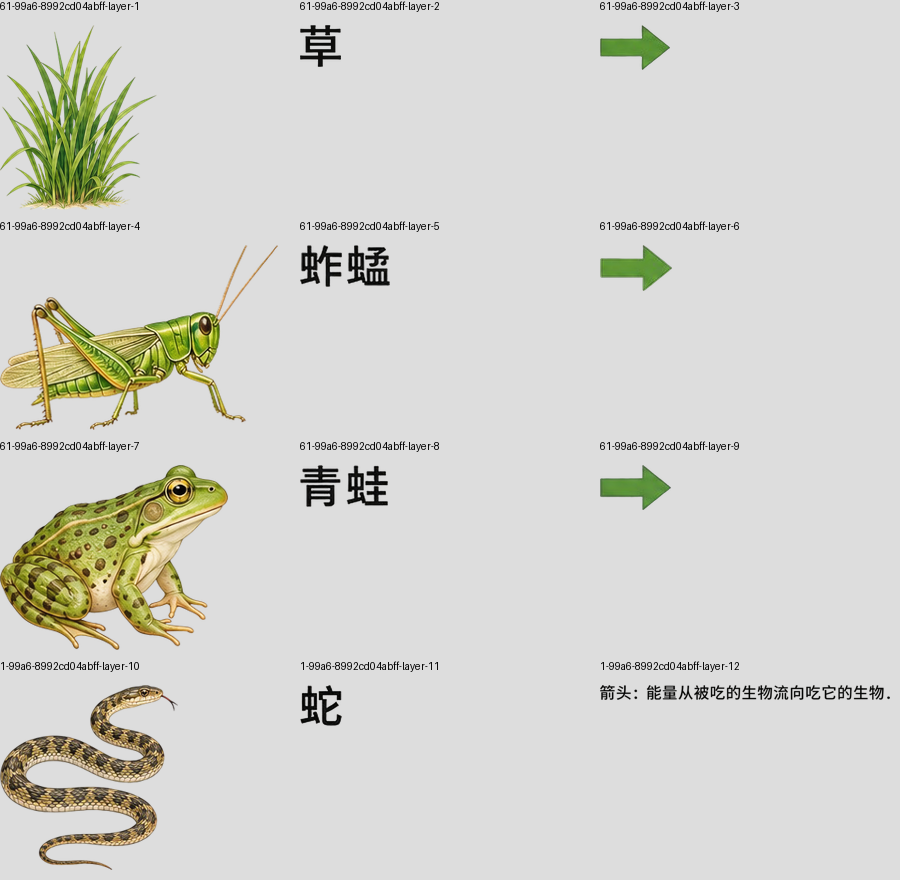 61-99a6-8992cd04abff-layer-1
61-99a6-8992cd04abff-layer-2
61-99a6-8992cd04abff-layer-3
草
61-99a6-8992cd04abff-layer-4
61-99a6-8992cd04abff-layer-5
61-99a6-8992cd04abff-layer-6
蚱蜢
61-99a6-8992cd04abff-layer-7
61-99a6-8992cd04abff-layer-8
61-99a6-8992cd04abff-layer-9
青蛙
1-99a6-8992cd04abff-layer-10
1-99a6-8992cd04abff-layer-11
1-99a6-8992cd04abff-layer-12
蛇
箭头：能量从被吃的生物流向吃它的生物.